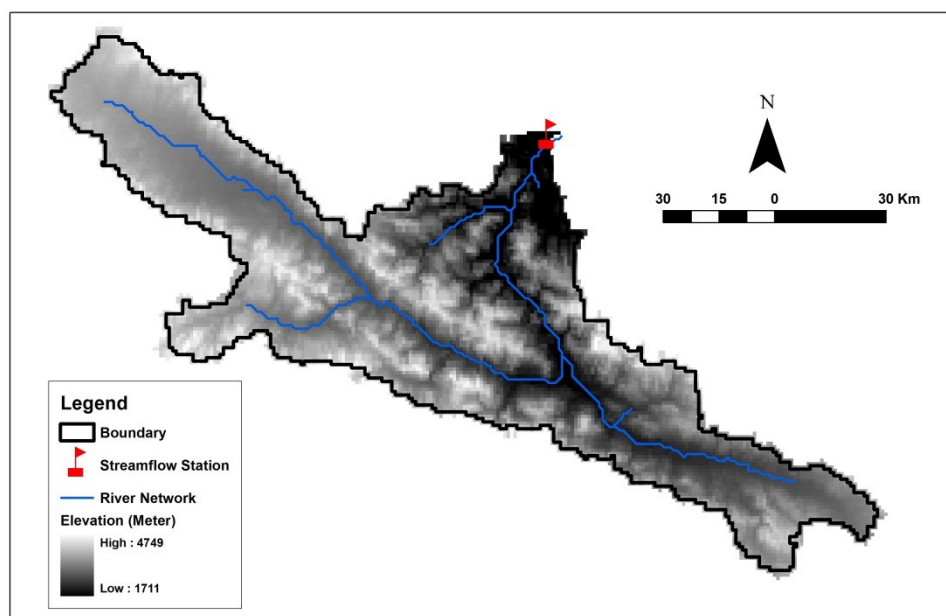 N
30 15 0 30 Km
Legend
Boundary
Streamflow Station
River Network
Elevation (Meter)
High : 4749
Low : 1711